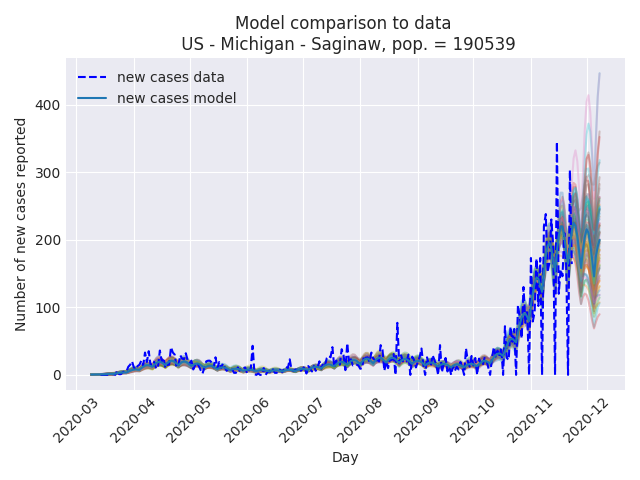 Model comparison to data
US - Michigan - Saginaw, pop. = 190539
new cases data
new cases model
Number of new cases reported
400
300
200
100
0
2020-03
2020-04
2020-05
2020-06
2020-07
2020-08
2020-09
2020-10
2020-11
2020-12
Day